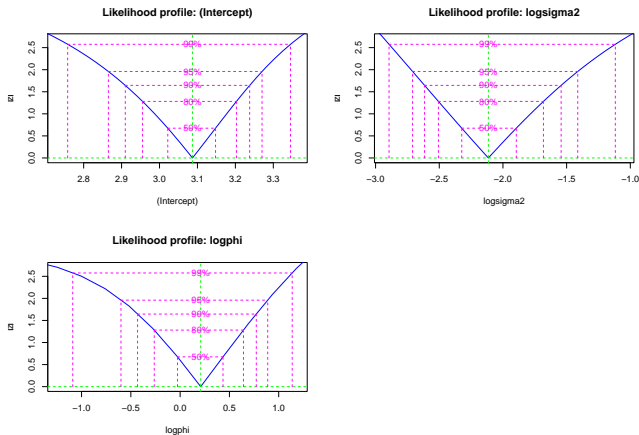 Likelihood profile: (Intercept)
|z|
2.5
2.0
1.5
1.0
0.5
0.0
99%
95%
90%
80%
50%
2.8 2.9 3.0 3.1 3.2 3.3
(Intercept)
Likelihood profile: logsigma2
|z|
2.5
2.0
1.5
1.0
0.5
0.0
99%
95%
90%
80%
50%
−3.0 −2.5 −2.0 −1.5 −1.0
logsigma2
Likelihood profile: logphi
|z|
2.5
2.0
1.5
1.0
0.5
0.0
99%
95%
90%
80%
50%
−1.0 −0.5 0.0 0.5 1.0
logphi